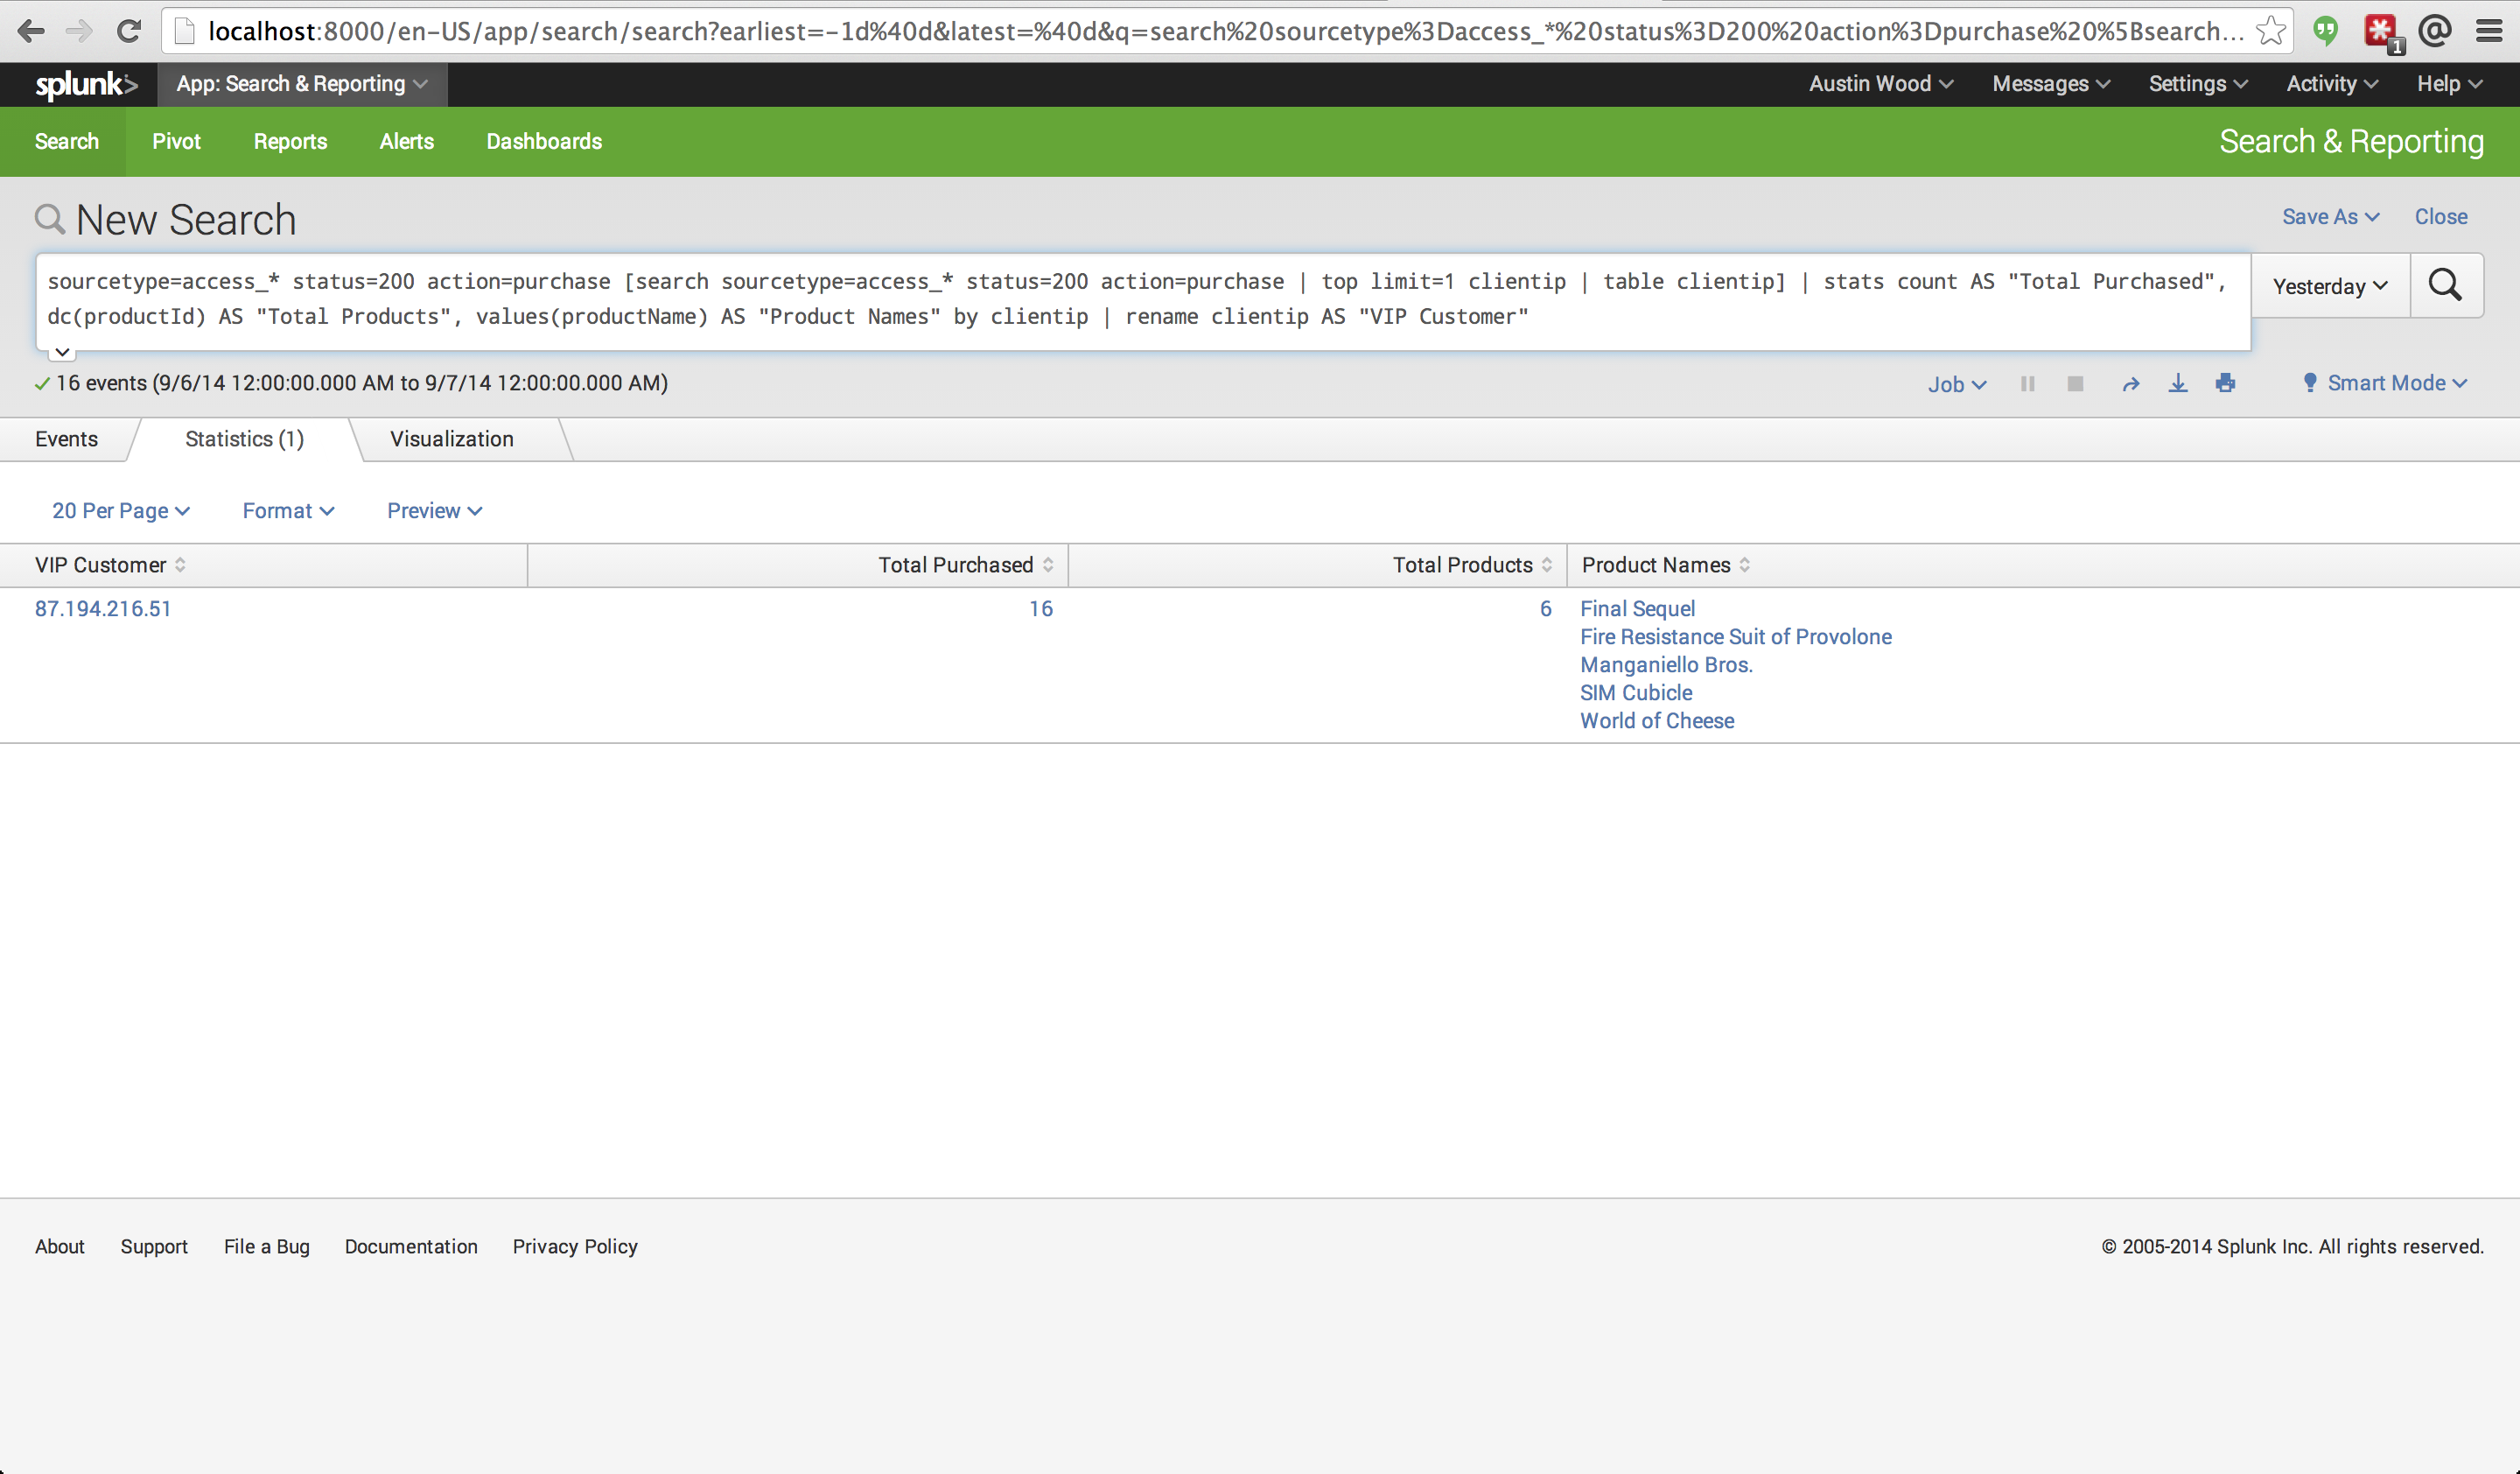 localhost:8000/en-US/app/search/search?earliest=-1d%40d&latest=%40d&q=search%20sourcetype%3Daccess_*%20status%3D200%20action%3Dpurchase%20%5Bsearch...
1
splunk> App: Search & Reporting Austin Wood Messages Settings Activity Help
Search Pivot Reports Alerts Dashboards Search & Reporting
New Search Save As Close
sourcetype=access_* status=200 action=purchase [search sourcetype=access_* status=200 action=purchase | top limit=1 clientip | table clientip] | stats count AS "Total Purchased",
dc(productId) AS "Total Products", values(productName) AS "Product Names" by clientip | rename clientip AS "VIP Customer"
Yesterday
16 events (9/6/14 12:00:00.000 AM to 9/7/14 12:00:00.000 AM) Job Smart Mode
Events Statistics (1) Visualization
20 Per Page Format Preview
VIP Customer Total Purchased Total Products Product Names
87.194.216.51 16 6 Final Sequel
Fire Resistance Suit of Provolone
Manganiello Bros.
SIM Cubicle
World of Cheese
About Support File a Bug Documentation Privacy Policy © 2005-2014 Splunk Inc. All rights reserved.